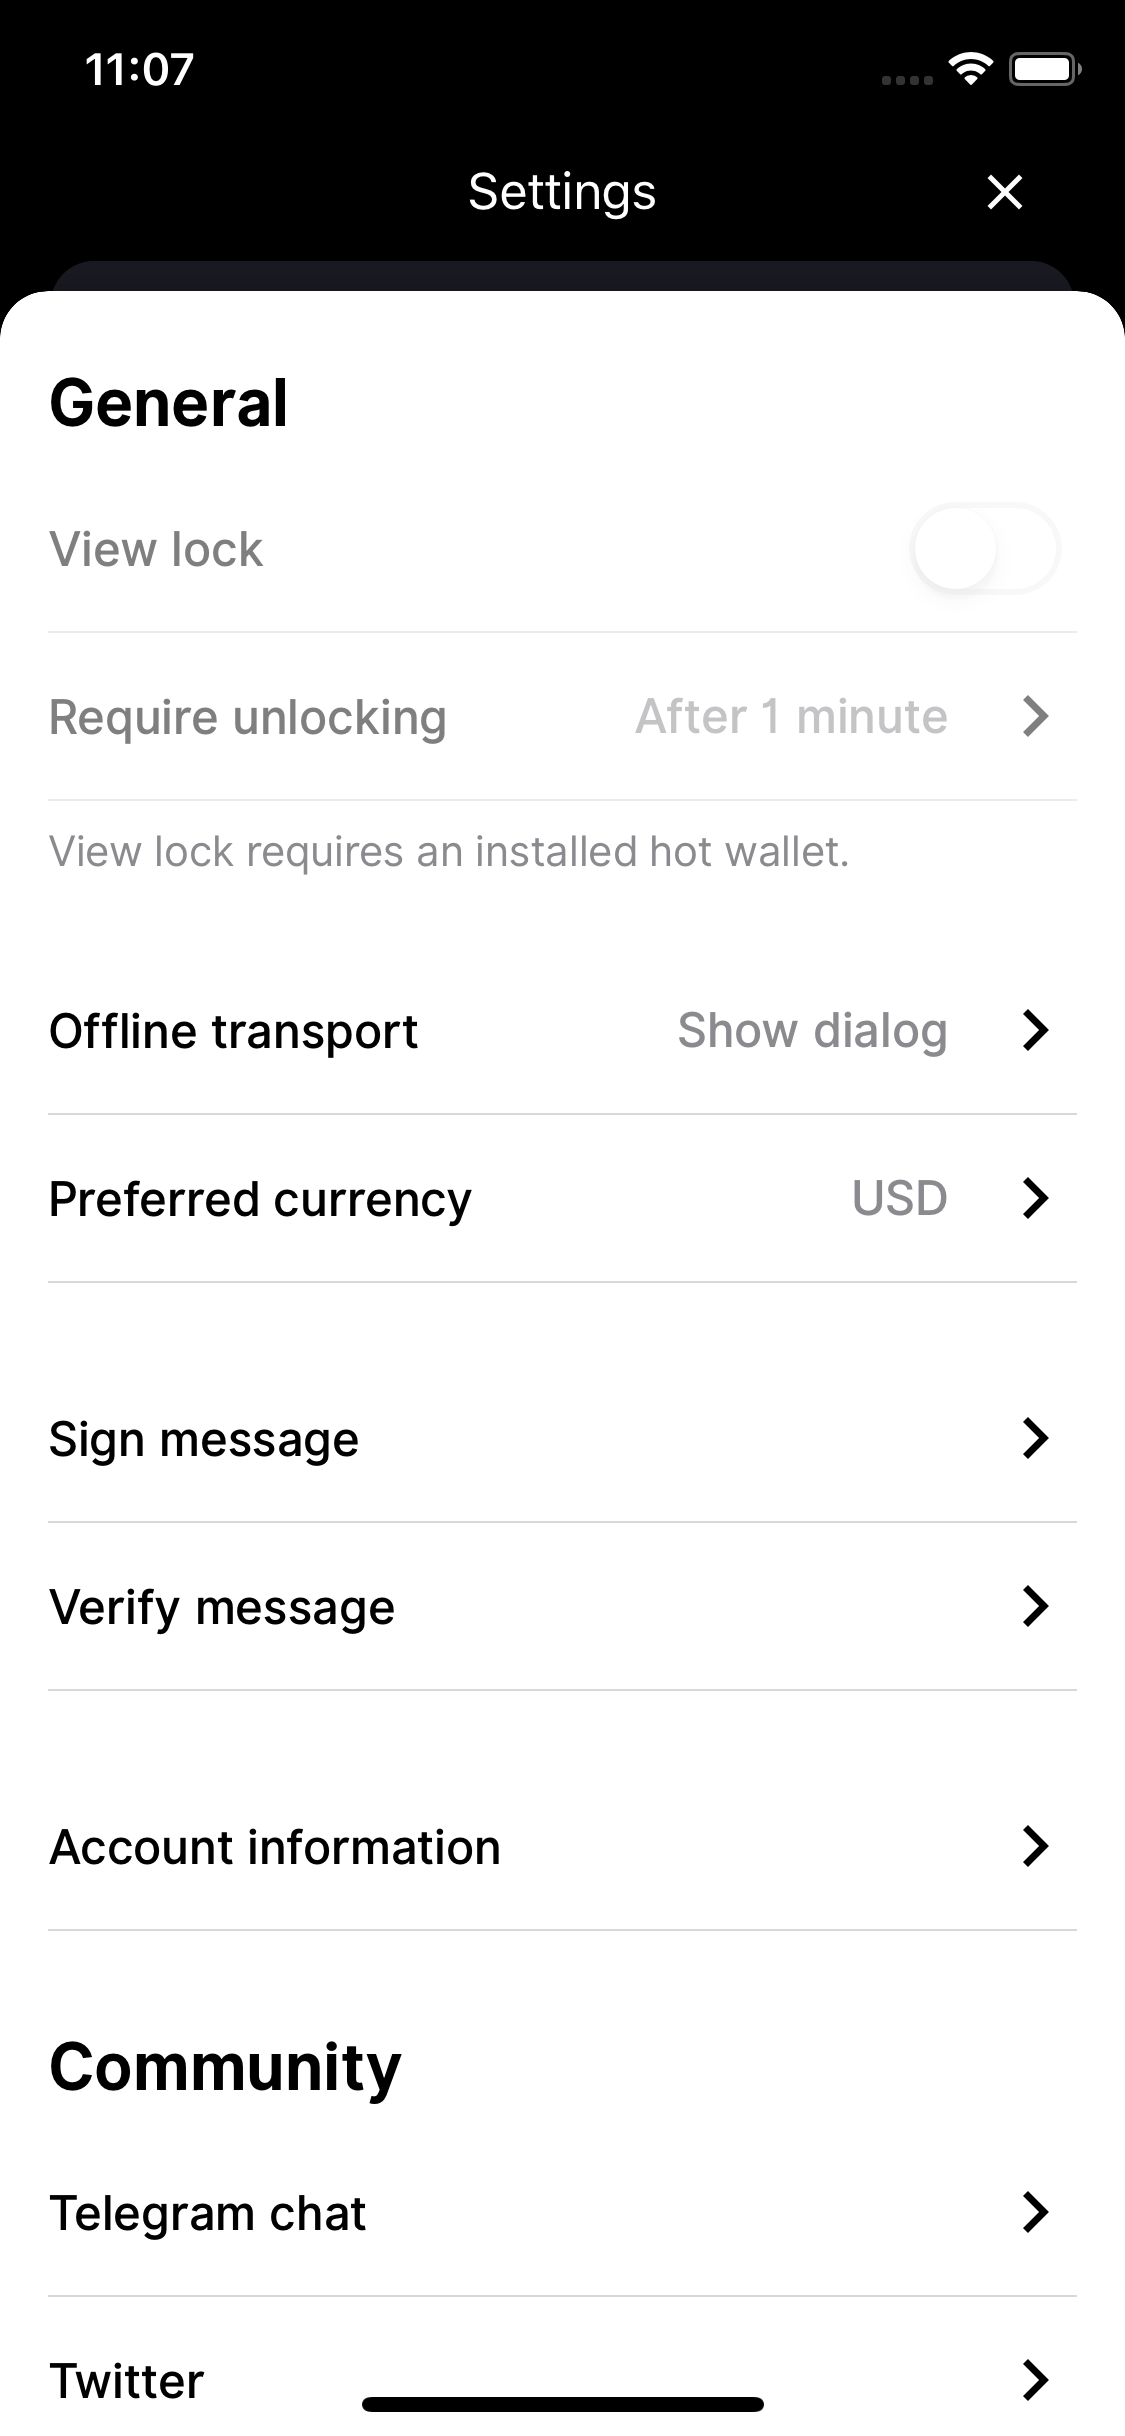 11:07
Settings
General
View lock
Require unlocking After 1 minute
View lock requires an installed hot wallet.
Offline transport Show dialog
Preferred currency USD
Sign message
Verify message
Account information
Community
Telegram chat
Twitter